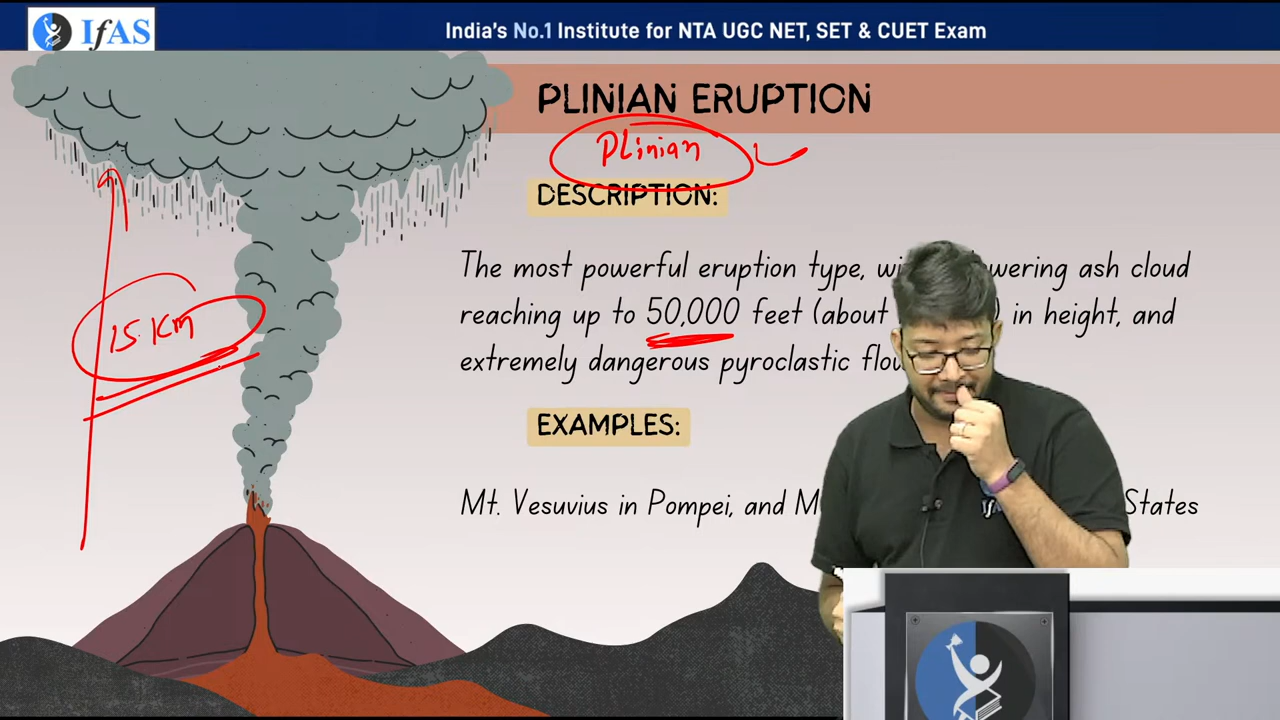 IfAS
India's No.1 Institute for NTA UGC NET, SET & CUET Exam
PLINIAN ERUPTION
PLinian
DESCRIPTION:
The most powerful eruption type, ash cloud
reaching up to 50,000 feet (about in height, and
extremely dangerous pyroclastic
15 Km
EXAMPLES:
Mt. Vesuvius in Pompei, and States